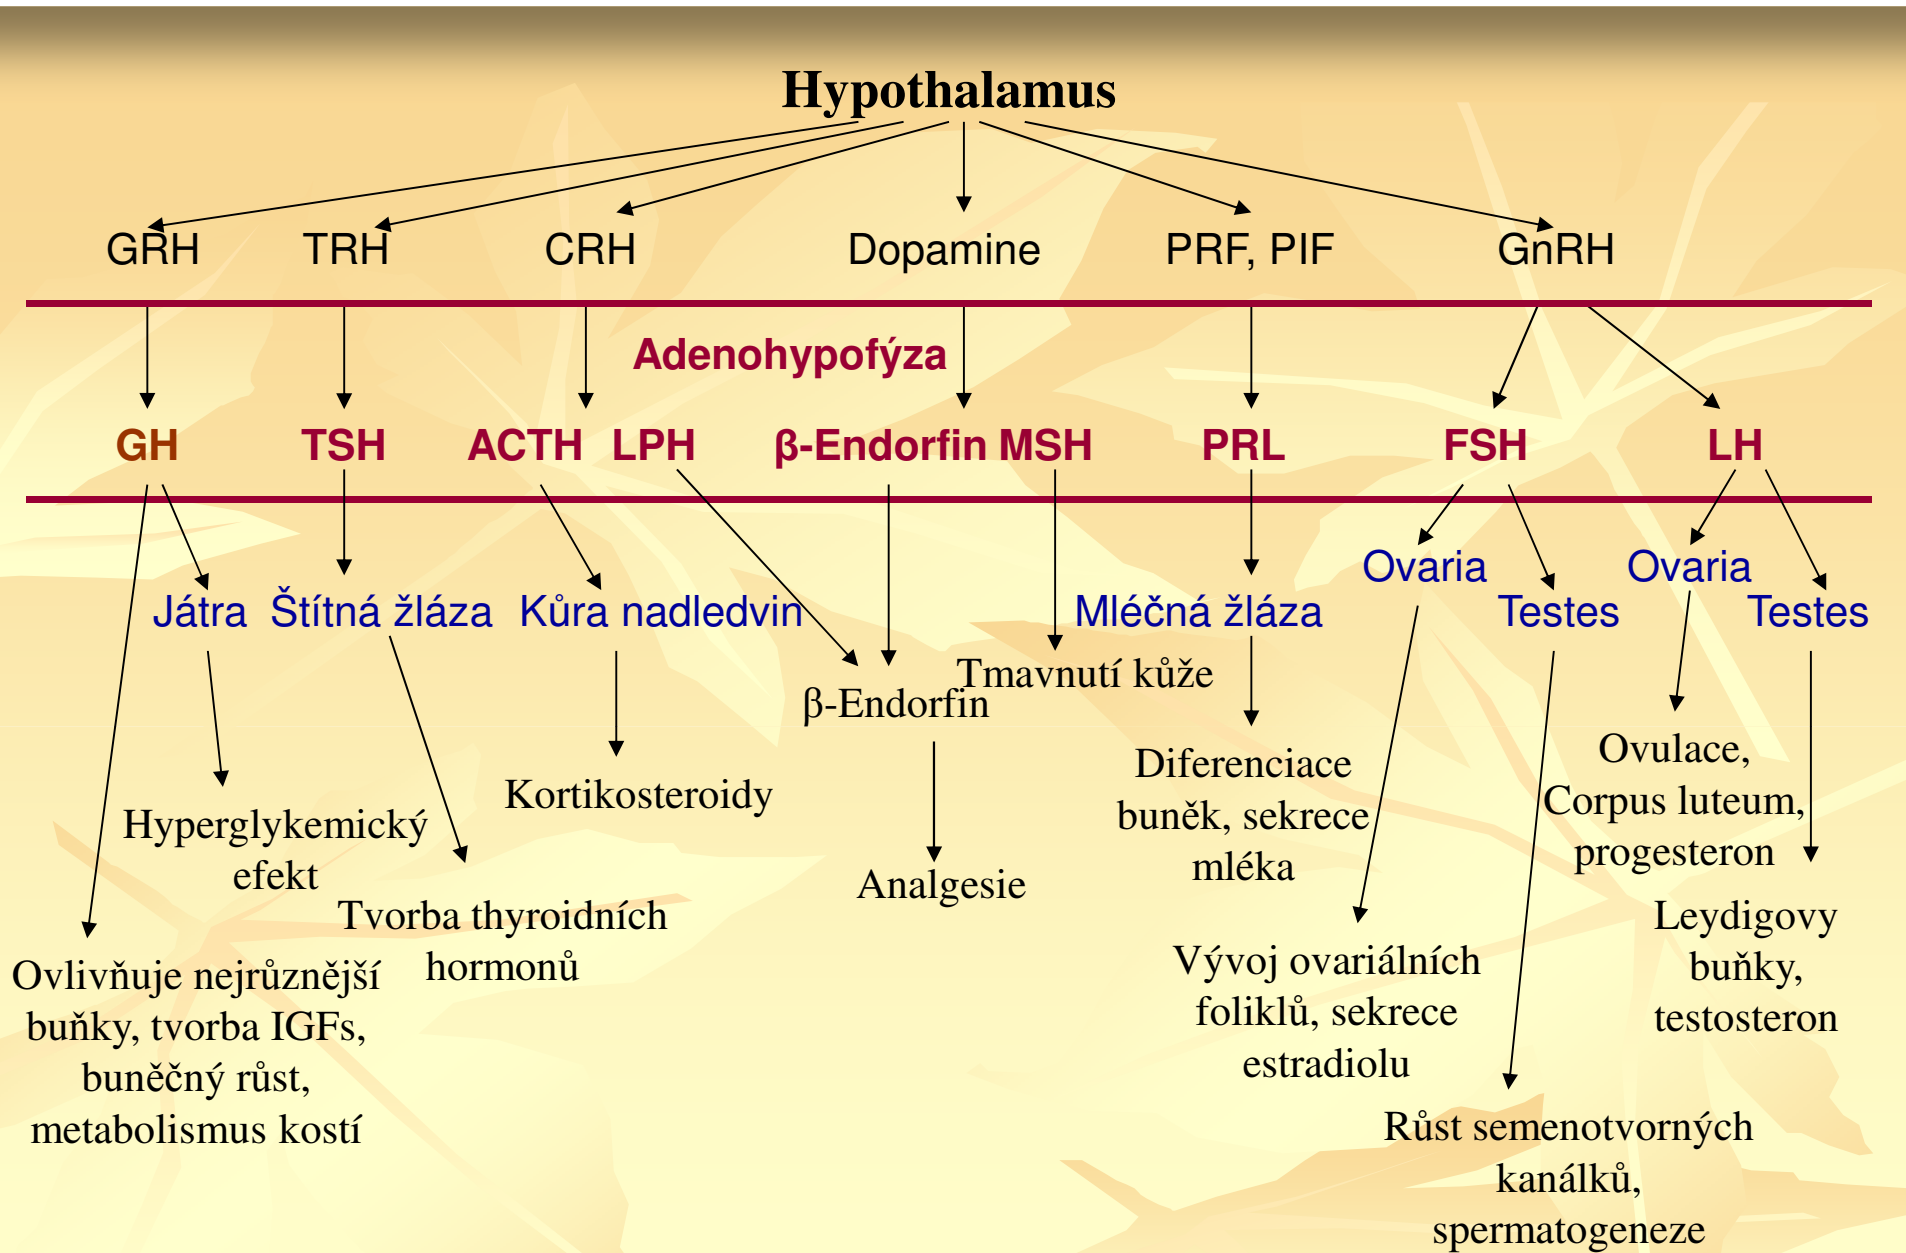 Hypothalamus
GRH TRH CRH Dopamine PRF, PIF GnRH
Adenohypofýza
GH TSH ACTH LPH β-Endorfin MSH PRL FSH LH
Ovaria Ovaria
Játra Štítná žláza Kůra nadledvin Mléčná žláza Testes Testes
Tmavnutí kůže
β-Endorfin
Ovulace,
Corpus luteum,
progesteron
Diferenciace
buněk, sekrece
mléka
Kortikosteroidy
Hyperglykemický
efekt
Analgesie
Tvorba thyroidních
hormonů
Leydigovy
buňky,
testosteron
Vývoj ovariálních
foliklů, sekrece
estradiolu
Ovlivňuje nejrůznější
buňky, tvorba IGFs,
buněčný růst,
metabolismus kostí
Růst semenotvorných
kanálků,
spermatogeneze